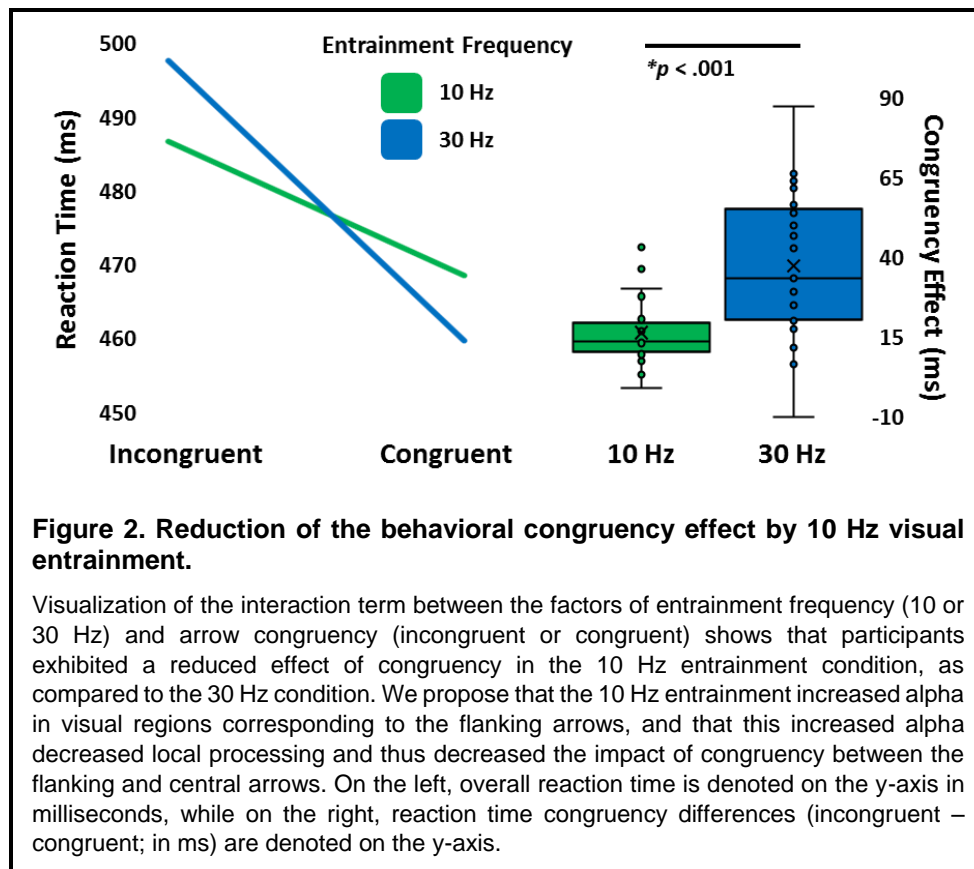 500
490
480
470
460
450
Reaction Time (ms)
Incongruent
Congruent
Entrainment Frequency
10 Hz
30 Hz
*p < .001
90
65
40
15
-10
Congruency Effect (ms)
10 Hz
30 Hz
Figure 2. Reduction of the behavioral congruency effect by 10 Hz visual
entrainment.
Visualization of the interaction term between the factors of entrainment frequency (10 or
30 Hz) and arrow congruency (incongruent or congruent) shows that participants
exhibited a reduced effect of congruency in the 10 Hz entrainment condition, as
compared to the 30 Hz condition. We propose that the 10 Hz entrainment increased alpha
in visual regions corresponding to the flanking arrows, and that this increased alpha
decreased local processing and thus decreased the impact of congruency between the
flanking and central arrows. On the left, overall reaction time is denoted on the y-axis in
milliseconds, while on the right, reaction time congruency differences (incongruent –
congruent; in ms) are denoted on the y-axis.